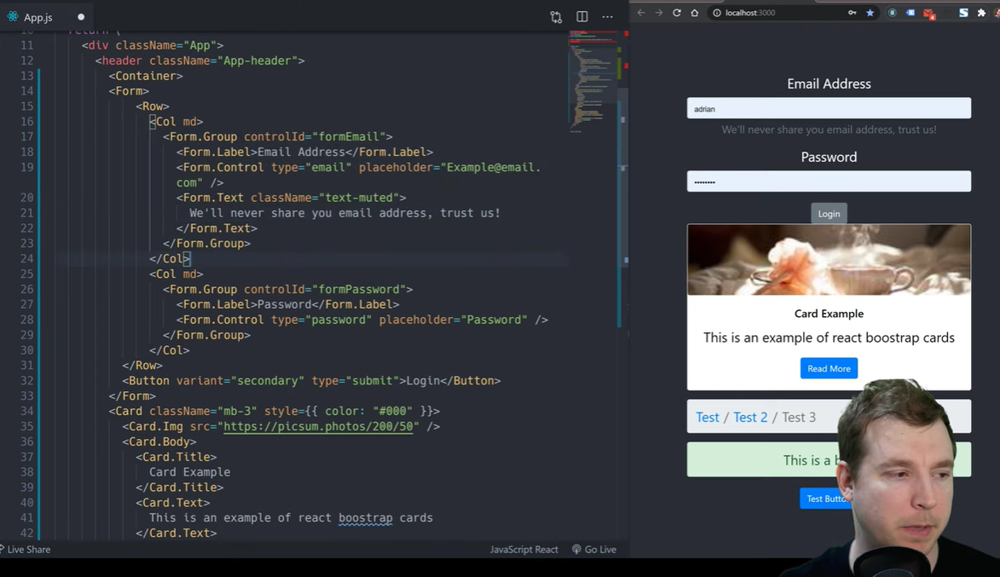 App.js
localhost:3000
4
10
return (
11 <div className="App">
12 <header className="App-header">
13 <Container>
14 <Form>
15 <Row>
16 <Col md>
17 <Form.Group controlId="formEmail">
18 <Form.Label>Email Address</Form.Label>
19 <Form.Control type="email" placeholder="Example@email.
com" />
20 <Form.Text className="text-muted">
21 We'll never share you email address, trust us!
22 </Form.Text>
23 </Form.Group>
24 </Col>
25 <Col md>
26 <Form.Group controlId="formPassword">
27 <Form.Label>Password</Form.Label>
28 <Form.Control type="password" placeholder="Password" />
29 </Form.Group>
30 </Col>
31 </Row>
32 <Button variant="secondary" type="submit">Login</Button>
33 </Form>
34 <Card className="mb-3" style={{ color: "#000" }}>
35 <Card.Img src="https://picsum.photos/200/50" />
36 <Card.Body>
37 <Card.Title>
38 Card Example
39 </Card.Title>
40 <Card.Text>
41 This is an example of react boostrap cards
42 </Card.Text>
Live Share
JavaScript React
Go Live
Email Address
adrian
We'll never share you email address, trust us!
Password
Login
Card Example
This is an example of react boostrap cards
Read More
Test / Test 2 / Test 3
This is a
Test